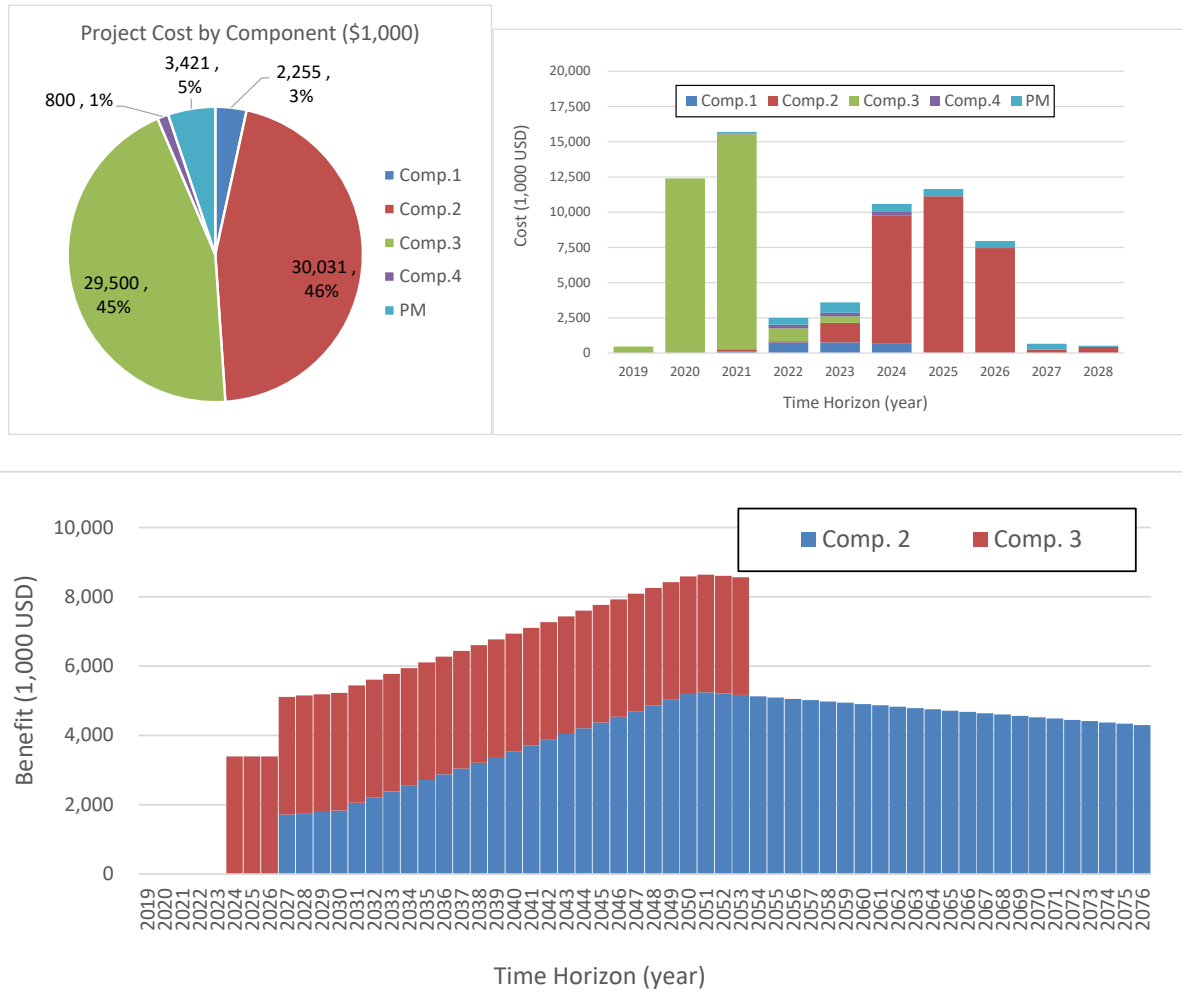 Project Cost by Component ($1,000)
3,421 ,
5%
2,255 ,
3%
800 , 1%
30,031 ,
46%
29,500 ,
45%
Comp.1
Comp.2
Comp.3
Comp.4
PM
Cost (1,000 USD)
20,000
17,500
15,000
12,500
10,000
7,500
5,000
2,500
0
Comp.1 Comp.2 Comp.3 Comp.4 PM
2019 2020 2021 2022 2023 2024 2025 2026 2027 2028
Time Horizon (year)
Benefit (1,000 USD)
10,000
8,000
6,000
4,000
2,000
0
Comp. 2 Comp. 3
2019 2020 2021 2022 2023 2024 2025 2026 2027 2028 2029 2030 2031 2032 2033 2034 2035 2036 2037 2038 2039 2040 2041 2042 2043 2044 2045 2046 2047 2048 2049 2050 2051 2052 2053 2054 2055 2056 2057 2058 2059 2060 2061 2062 2063 2064 2065 2066 2067 2068 2069 2070 2071 2072 2073 2074 2075 2076
Time Horizon (year)